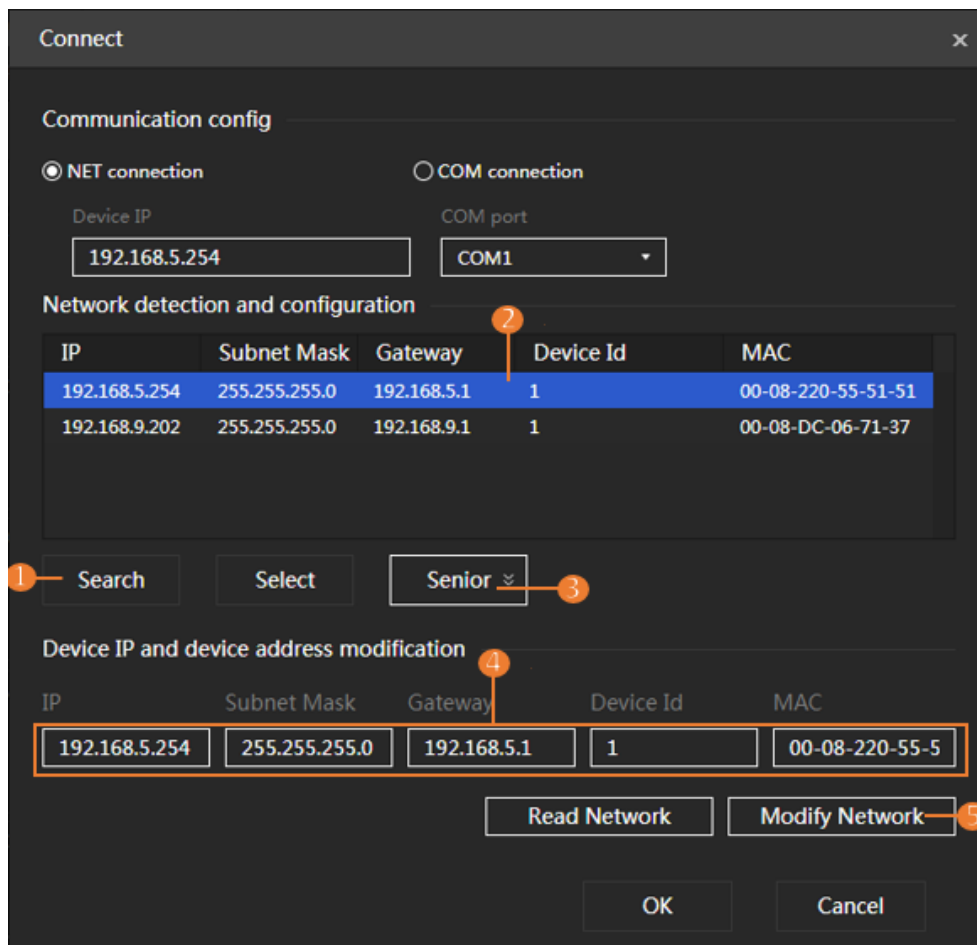 Connect ×
Communication config
NET connection COM connection
Device IP COM port
192.168.5.254 COM1
Network detection and configuration
2
IP Subnet Mask Gateway Device Id MAC
192.168.5.254 255.255.255.0 192.168.5.1 1 00-08-220-55-51-51
192.168.9.202 255.255.255.0 192.168.9.1 1 00-08-DC-06-71-37
1 Search Select Senior 3
Device IP and device address modification
4
IP Subnet Mask Gateway Device Id MAC
192.168.5.254 255.255.255.0 192.168.5.1 1 00-08-220-55-5
Read Network Modify Network 5
OK Cancel